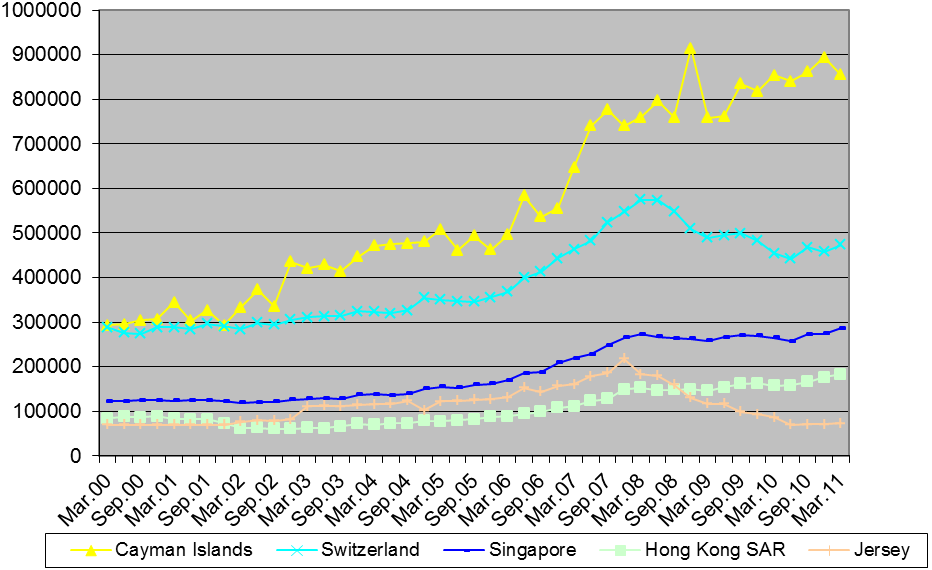 1000000
900000
800000
700000
600000
500000
400000
300000
200000
100000
0
Mar.00
Sep.00
Mar.01
Sep.01
Mar.02
Sep.02
Mar.03
Sep.03
Mar.04
Sep.04
Mar.05
Sep.05
Mar.06
Sep.06
Mar.07
Sep.07
Mar.08
Sep.08
Mar.09
Sep.09
Mar.10
Sep.10
Mar.11
Cayman Islands Switzerland Singapore Hong Kong SAR Jersey